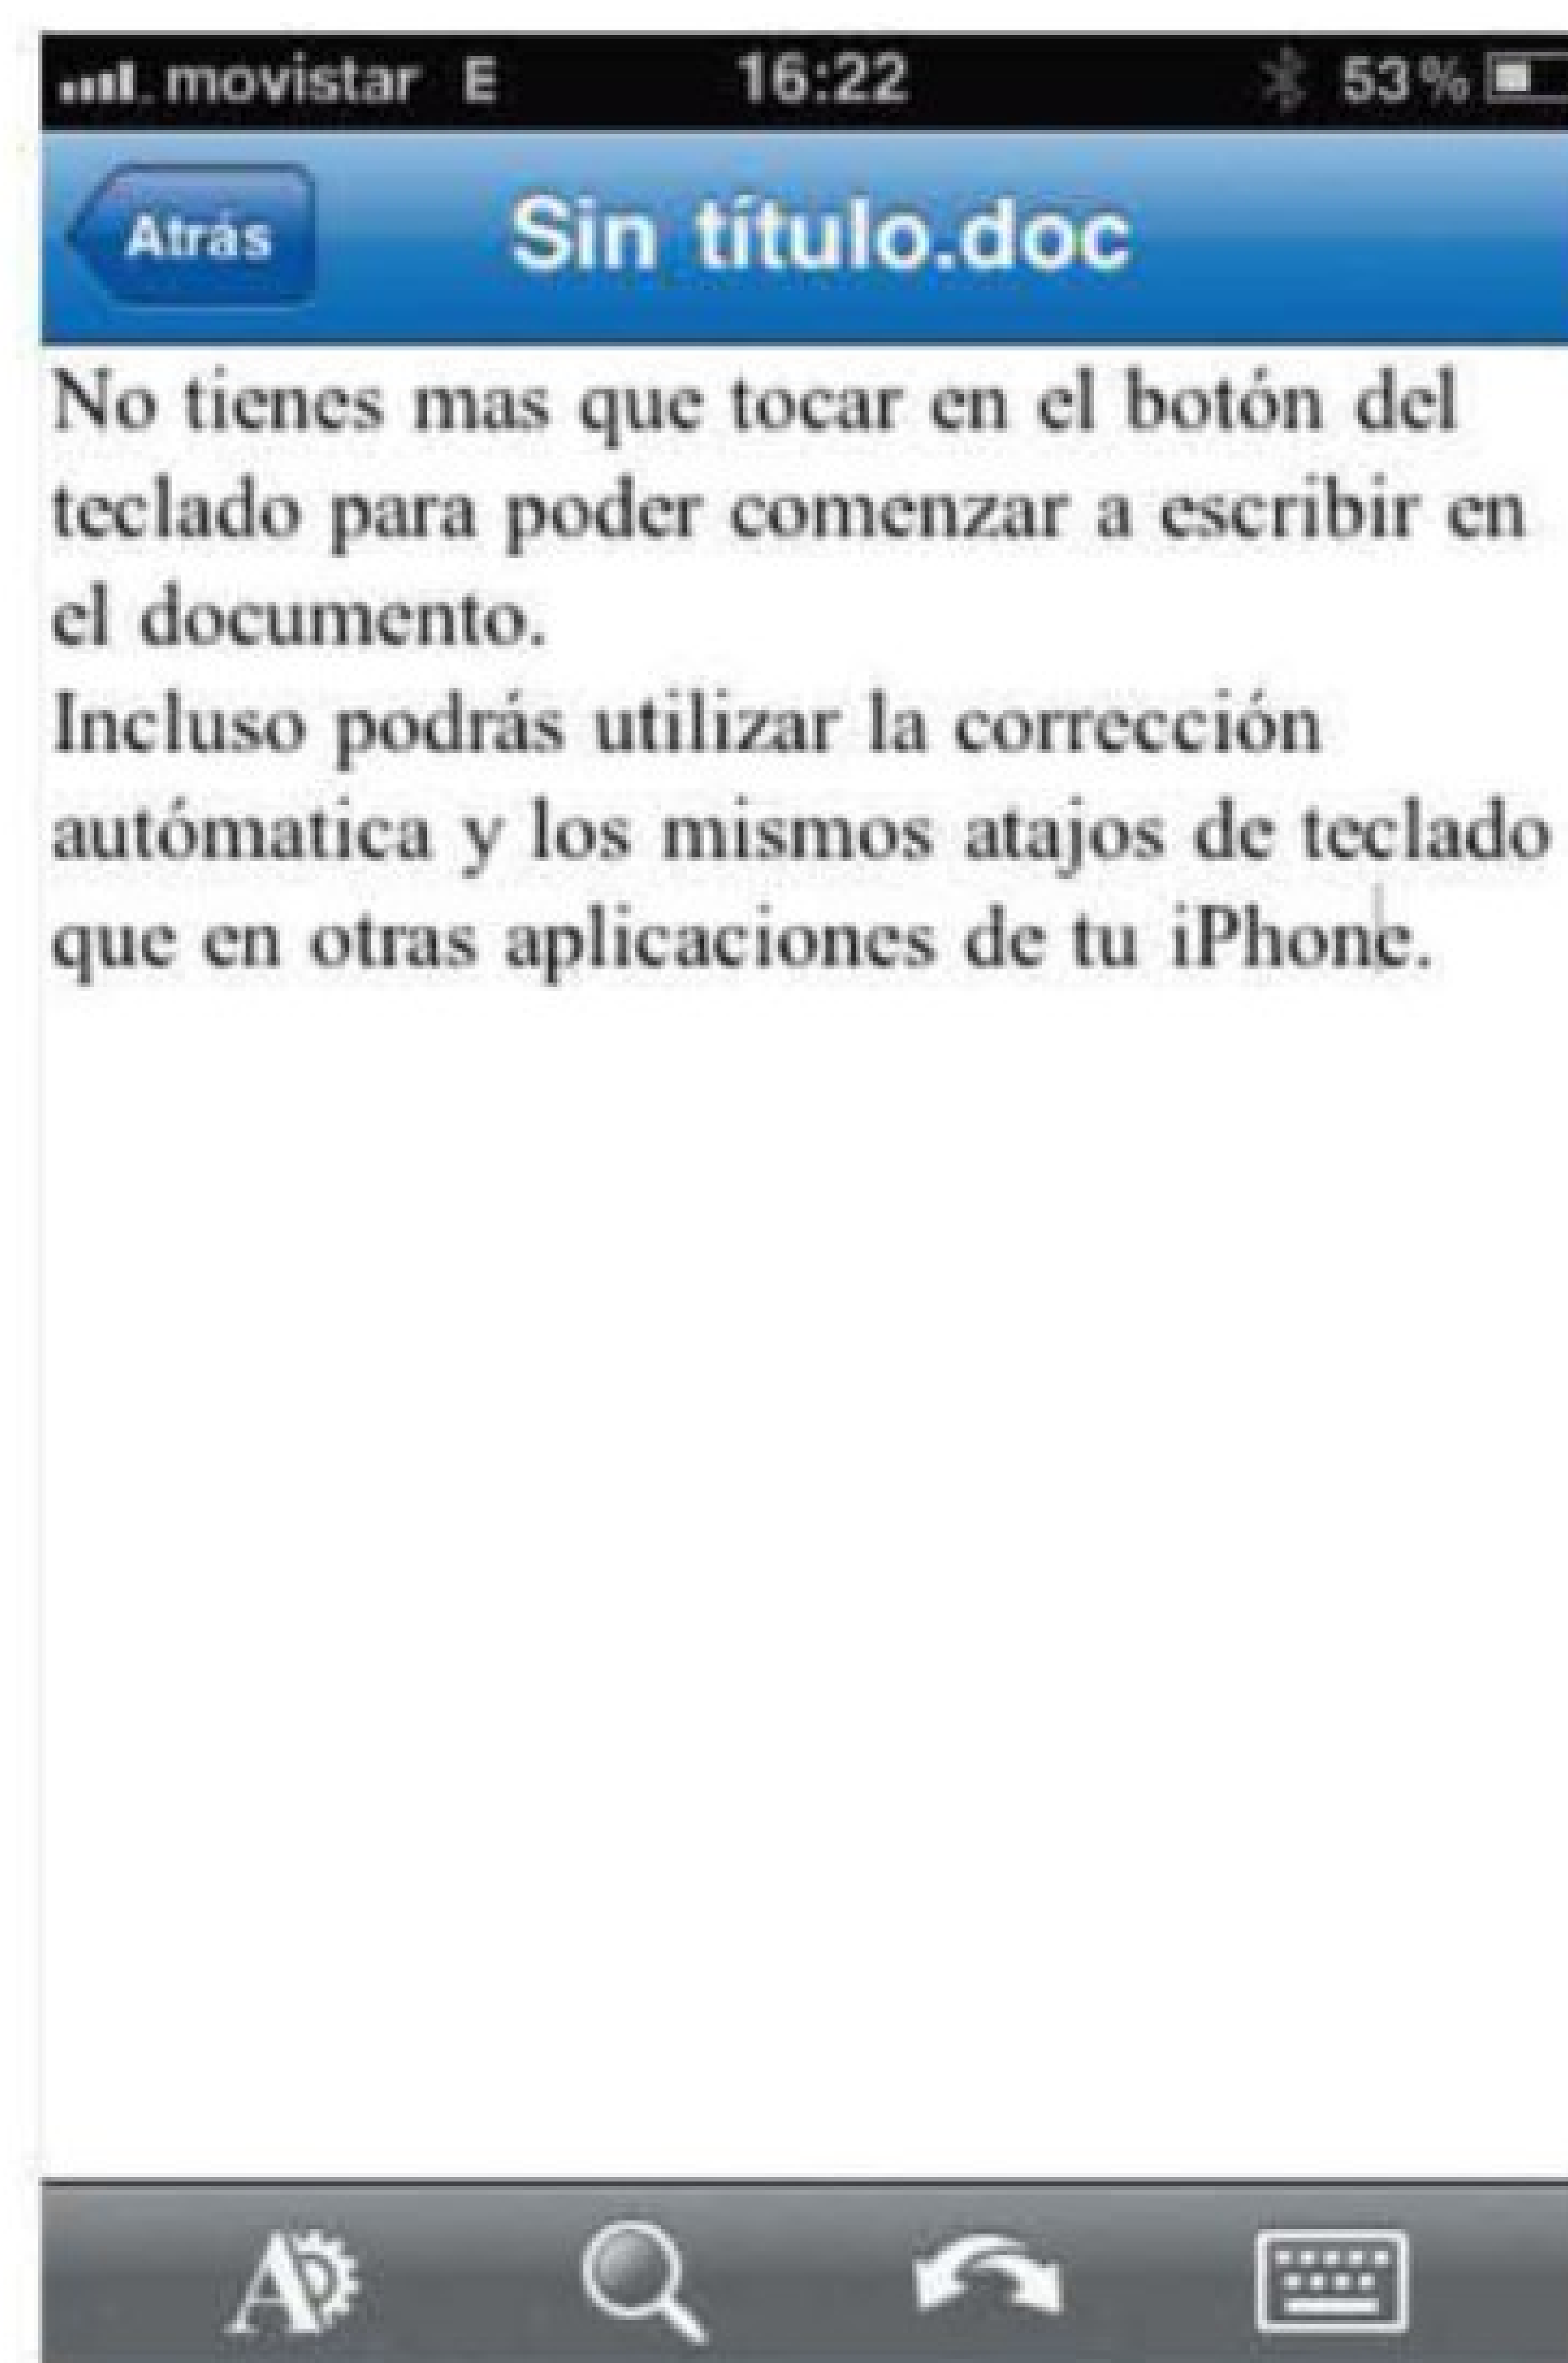 movistar E 16:22 53%
Atrás Sin título.doc
No tienes mas que tocar en el botón del
teclado para poder comenzar a escribir en
el documento.
Incluso podrás utilizar la corrección
autómatica y los mismos atajos de teclado
que en otras aplicaciones de tu iPhone.